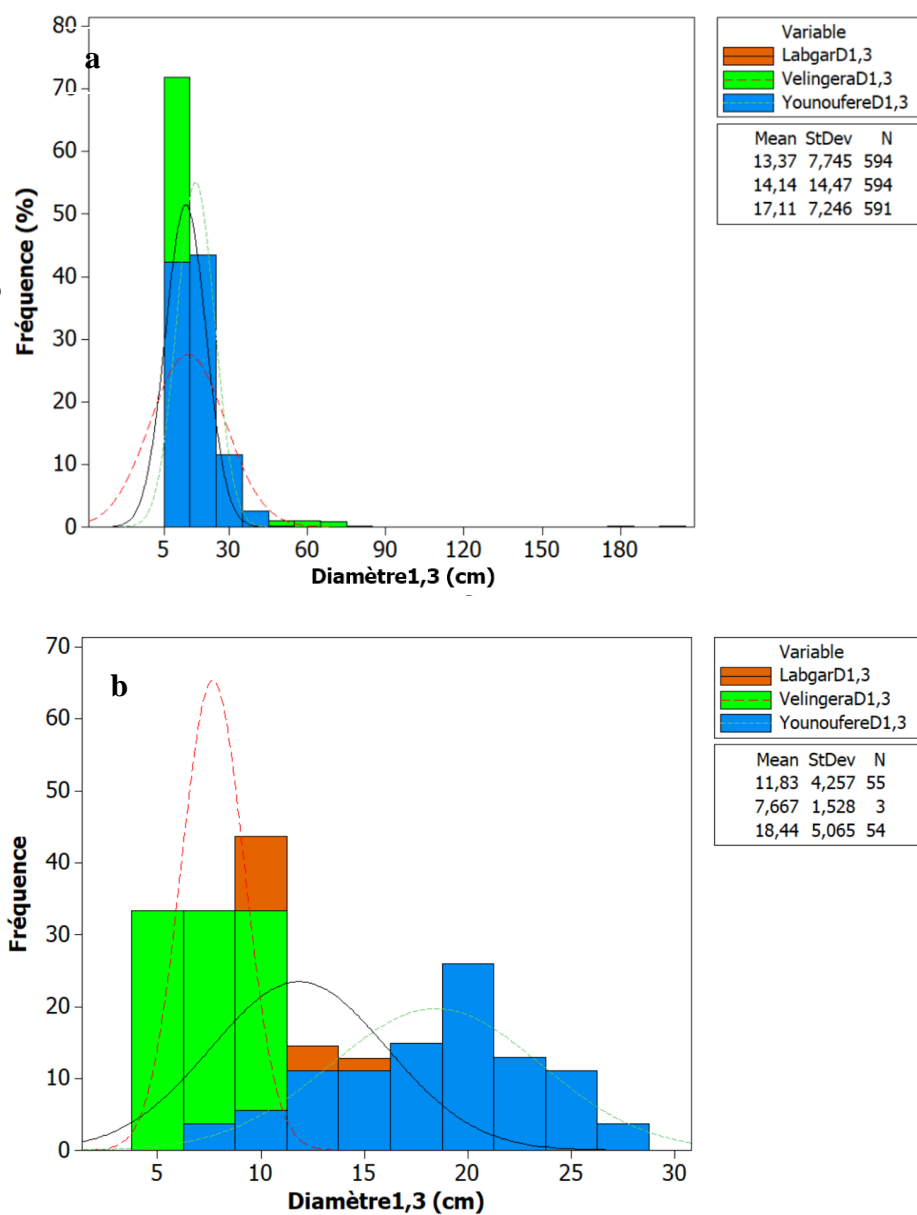 a
80
70
60
50
40
30
20
10
0
Fréquence (%)
5 30 60 90 120 150 180
Diamètre1,3 (cm)
Variable
LabgarD1,3
VelingeraD1,3
YounoufereD1,3
Mean StDev N
13,37 7,745 594
14,14 14,47 594
17,11 7,246 591
b
70
60
50
40
30
20
10
0
Fréquence
5 10 15 20 25 30
Diamètre1,3 (cm)
Variable
LabgarD1,3
VelingeraD1,3
YounoufereD1,3
Mean StDev N
11,83 4,257 55
7,667 1,528 3
18,44 5,065 54